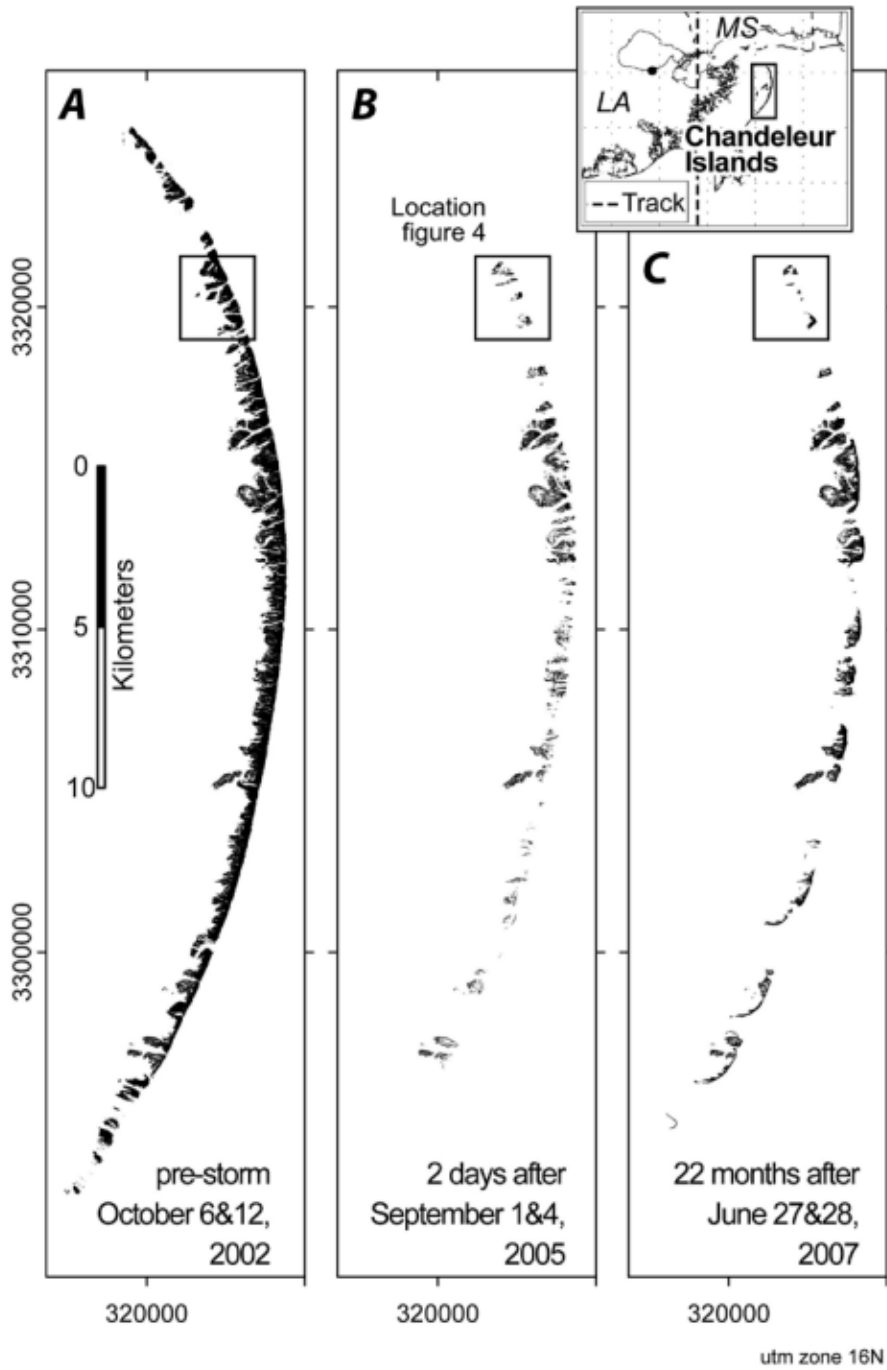 MS
LA
Chandeleur
Islands
Track
A
B
C
Location
figure 4
3320000
3310000
3300000
0
5
10
Kilometers
pre-storm
October 6&12,
2002
2 days after
September 1&4,
2005
22 months after
June 27&28,
2007
320000
320000
320000
utm zone 16N